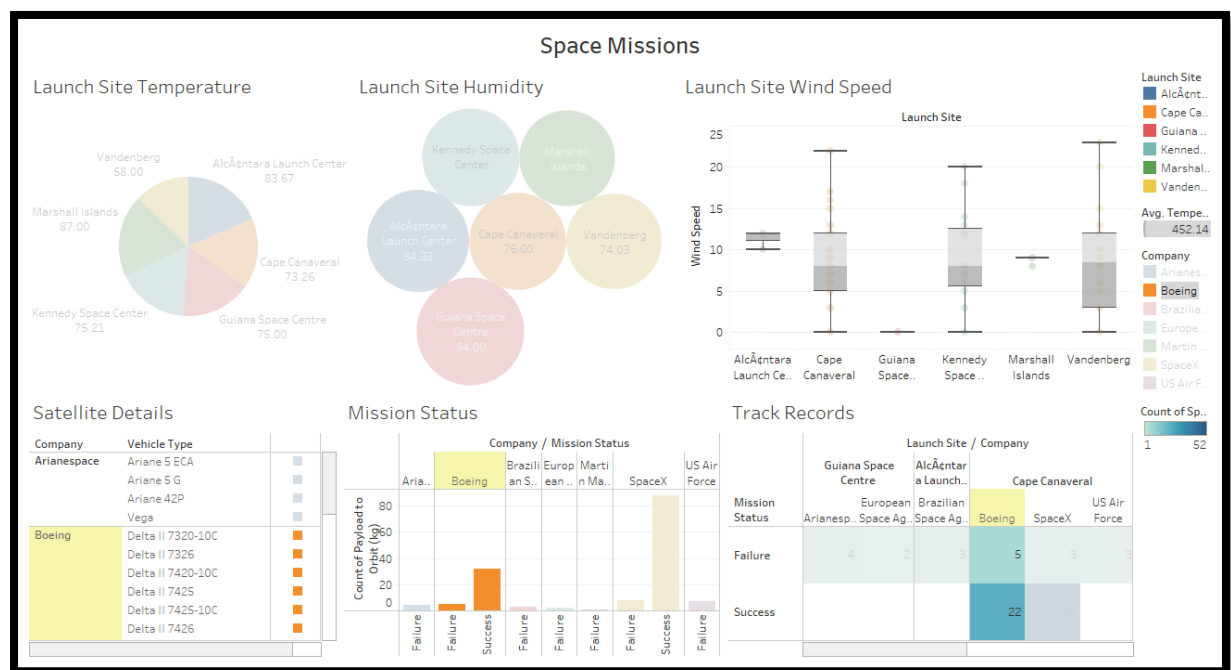 Space Missions
Launch Site Temperature
Vandenberg
58.00
AlcÃ¢ntara Launch Center
83.67
Marshall Islands
87.00
Cape Canaveral
73.26
Kennedy Space Center
75.21
Guiana Space Centre
75.00
Launch Site Humidity
Kennedy Space
Center
Marshall
Islands
AlcÃ¢ntara
Launch Center
84.33
Cape Canaveral
76.00
Vandenberg
74.03
Guiana Space
Centre
94.00
Launch Site Wind Speed
Launch Site
Wind Speed
25
20
15
10
5
0
AlcÃ¢ntara
Launch Ce..
Cape
Canaveral
Guiana
Space..
Kennedy
Space ..
Marshall
Islands
Vandenberg
Launch Site
AlcÃ¢nt..
Cape Ca..
Guiana ..
Kenned..
Marshal..
Vanden..
Avg. Tempe..
452.14
Company
Arianes..
Boeing
Brazilia..
Europe..
Martin ..
SpaceX
US Air F..
Count of Sp..
1 52
Satellite Details
Company Vehicle Type
Arianespace Ariane 5 ECA
Ariane 5 G
Ariane 42P
Vega
Boeing Delta II 7320-10C
Delta II 7326
Delta II 7420-10C
Delta II 7425
Delta II 7425-10C
Delta II 7426
Mission Status
Company / Mission Status
Aria..
Boeing
Brazili
an S..
Europ
ean ..
Marti
n Ma..
SpaceX
US Air
Force
Count of Payload to
Orbit (kg)
80
60
40
20
0
Failure
Failure
Success
Failure
Failure
Failure
Failure
Success
Failure
Track Records
Launch Site / Company
Guiana Space
Centre
AlcÃ¢ntar
a Launch..
Cape Canaveral
Mission
Status
Arianesp..
European
Space Ag..
Brazilian
Space Ag..
Boeing
SpaceX
US Air
Force
Failure 4 2 3 5 3 3
Success 22